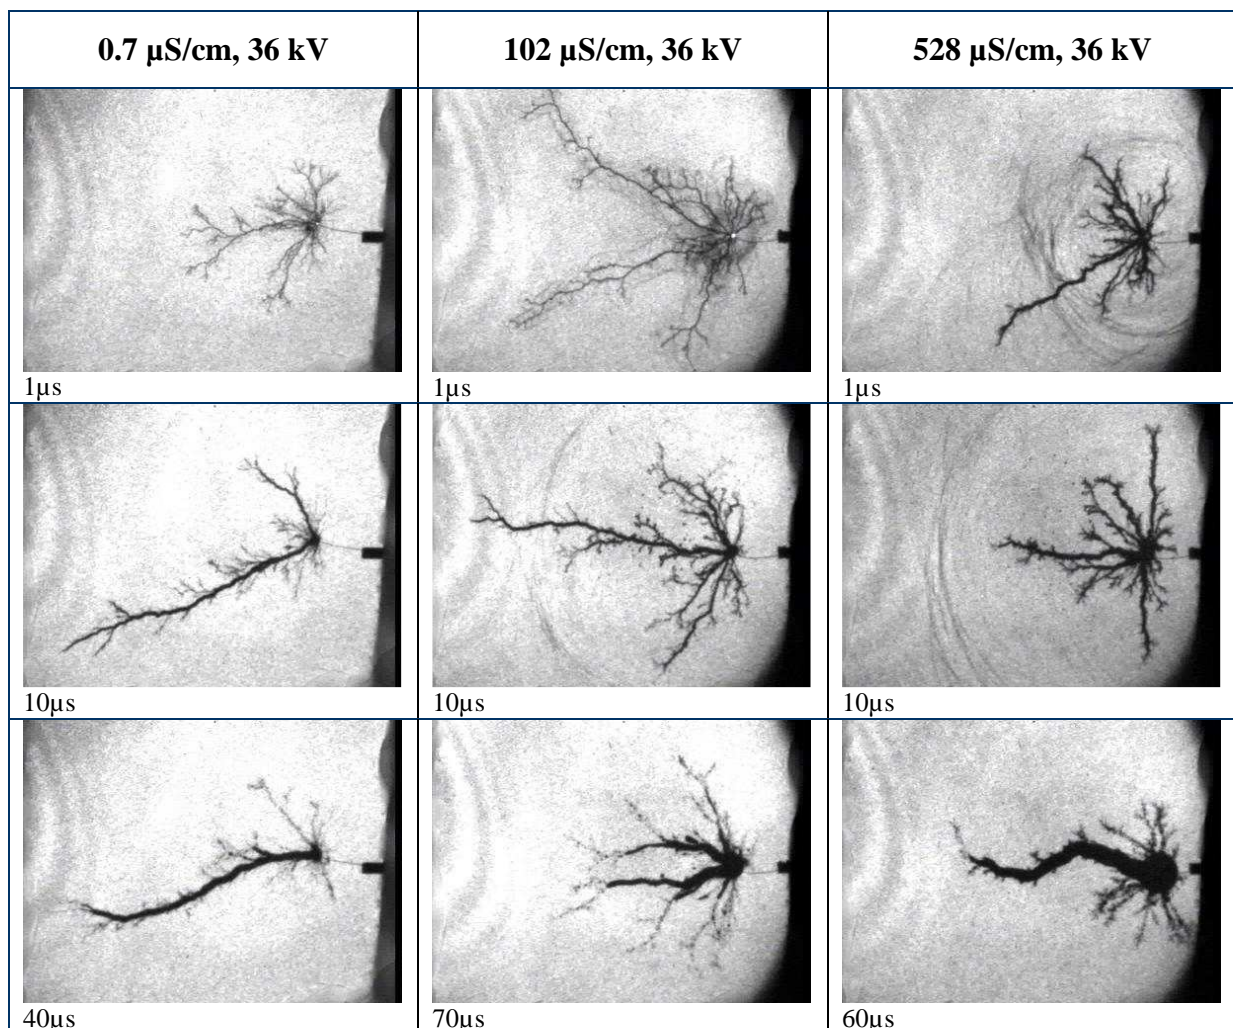 0.7 µS/cm, 36 kV
102 µS/cm, 36 kV
528 µS/cm, 36 kV
1µs
1µs
1µs
10µs
10µs
10µs
40µs
70µs
60µs